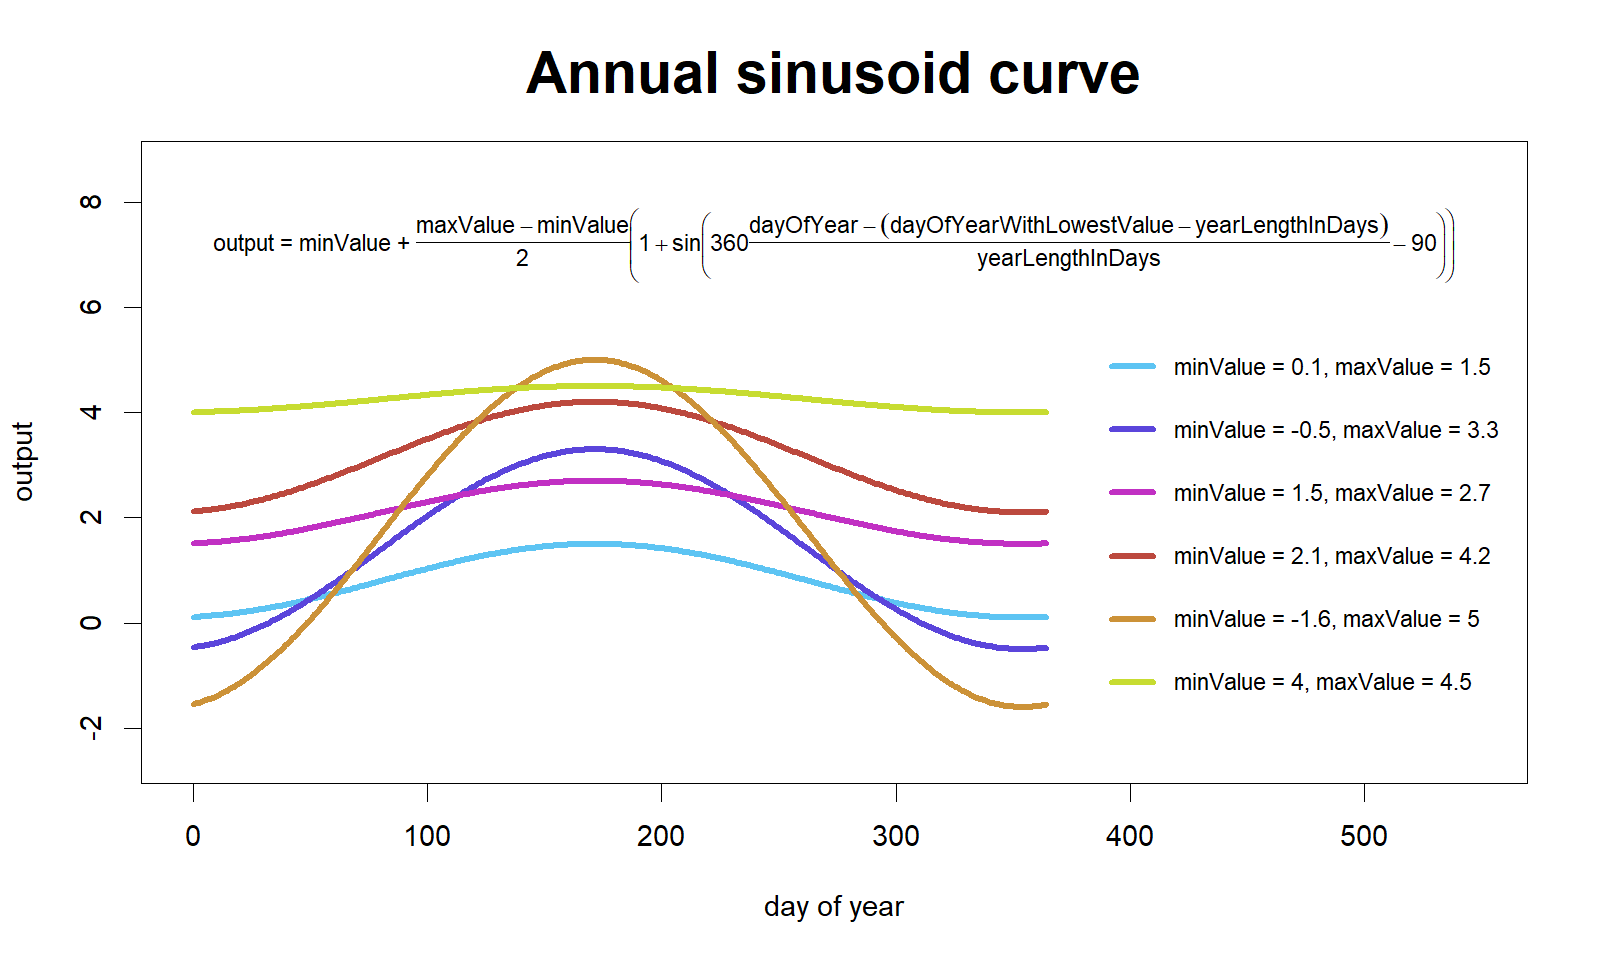 Annual sinusoid curve
output = minValue + (maxValue − minValue)/2 (1 + sin(360 (dayOfYear − (dayOfYearWithLowestValue − yearLengthInDays))/yearLengthInDays − 90))
8
6
4
2
0
-2
output
minValue = 0.1, maxValue = 1.5
minValue = -0.5, maxValue = 3.3
minValue = 1.5, maxValue = 2.7
minValue = 2.1, maxValue = 4.2
minValue = -1.6, maxValue = 5
minValue = 4, maxValue = 4.5
0 100 200 300 400 500
day of year